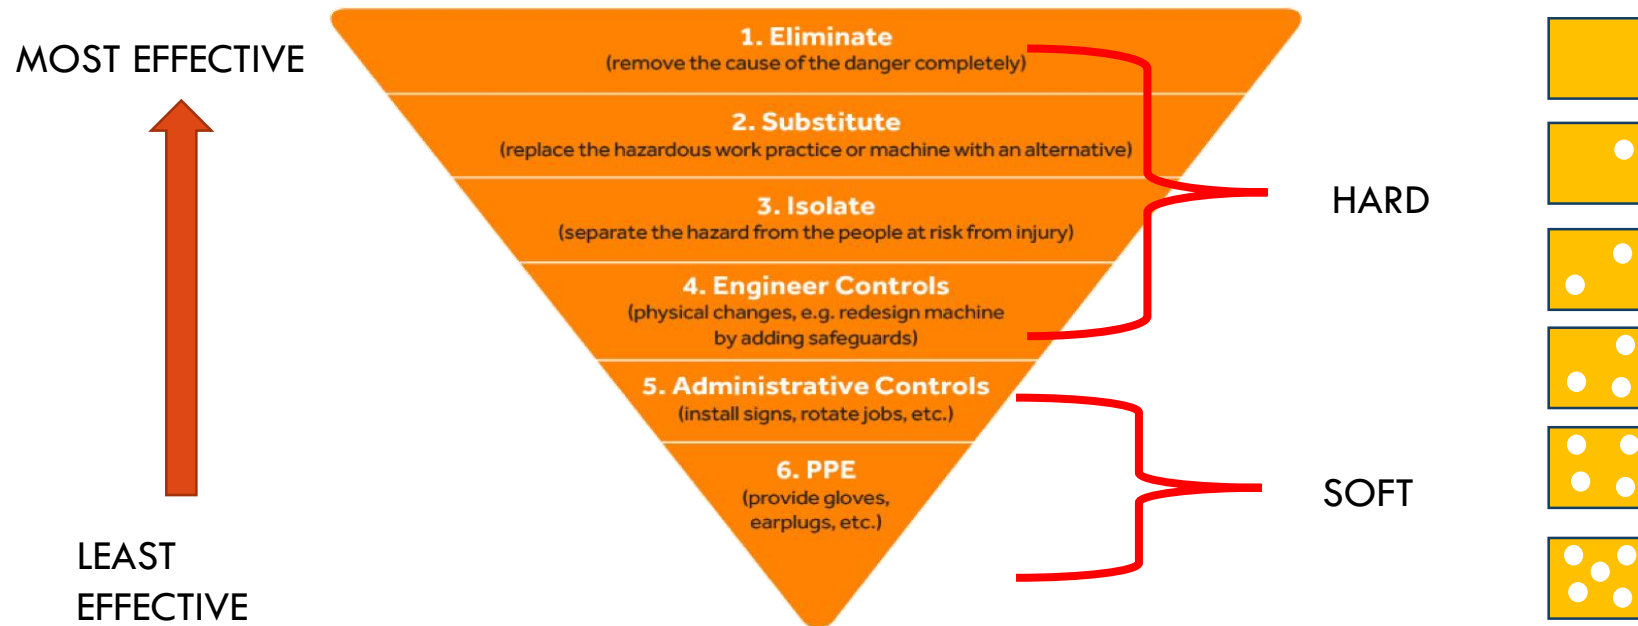 MOST EFFECTIVE
1. Eliminate
(remove the cause of the danger completely)
2. Substitute
(replace the hazardous work practice or machine with an alternative)
3. Isolate
(separate the hazard from the people at risk from injury)
HARD
4. Engineer Controls
(physical changes, e.g. redesign machine
by adding safeguards)
5. Administrative Controls
(install signs, rotate jobs, etc.)
6. PPE
(provide gloves,
earplugs, etc.)
SOFT
LEAST
EFFECTIVE